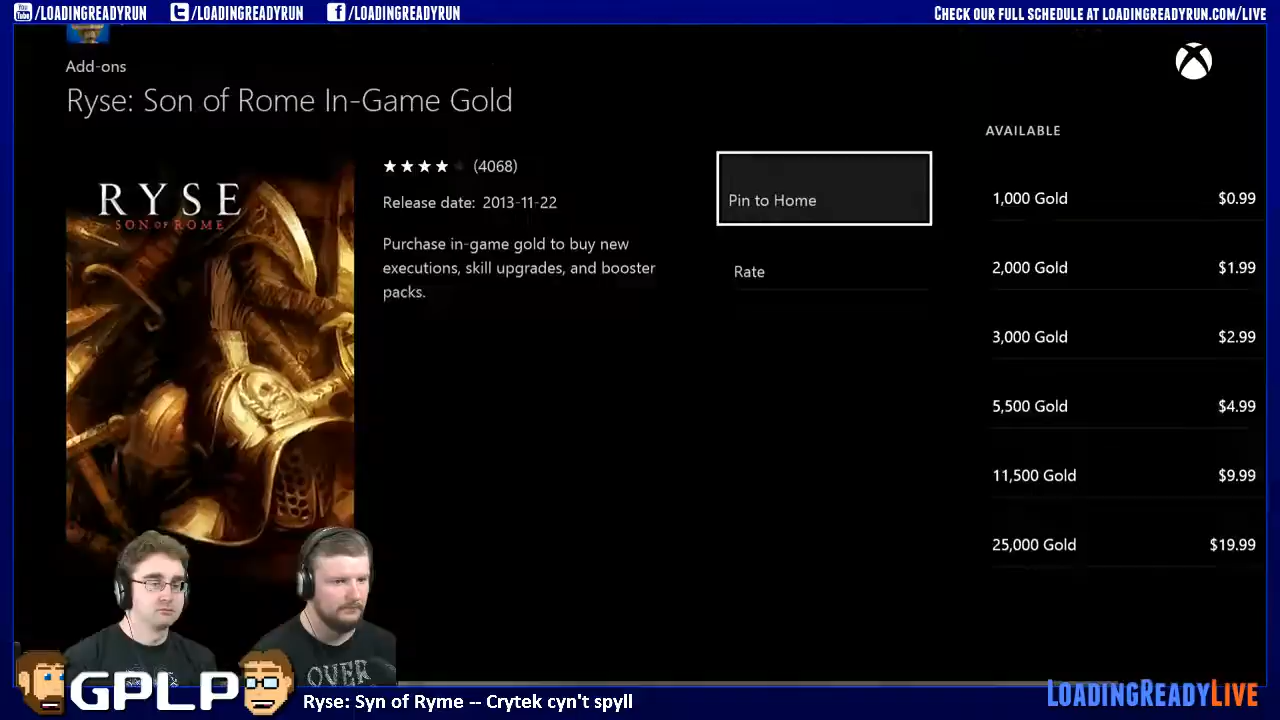 You Tube /LOADINGREADYRUN
/LOADINGREADYRUN
f /LOADINGREADYRUN
CHECK OUR FULL SCHEDULE AT LOADINGREADYRUN.COM/LIVE
Add-ons
Ryse: Son of Rome In-Game Gold
RYSE
SON OF ROME
(4068)
Release date: 2013-11-22
Purchase in-game gold to buy new
executions, skill upgrades, and booster
packs.
Pin to Home
Rate
AVAILABLE
1,000 Gold $0.99
2,000 Gold $1.99
3,000 Gold $2.99
5,500 Gold $4.99
11,500 Gold $9.99
25,000 Gold $19.99
OVER
GPLP
Ryse: Syn of Ryme -- Crytek cyn't spyll
LOADINGREADYLIVE